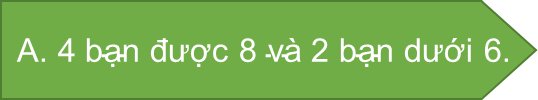 A. 4 bạn được 8 và 2 bạn dưới 6.